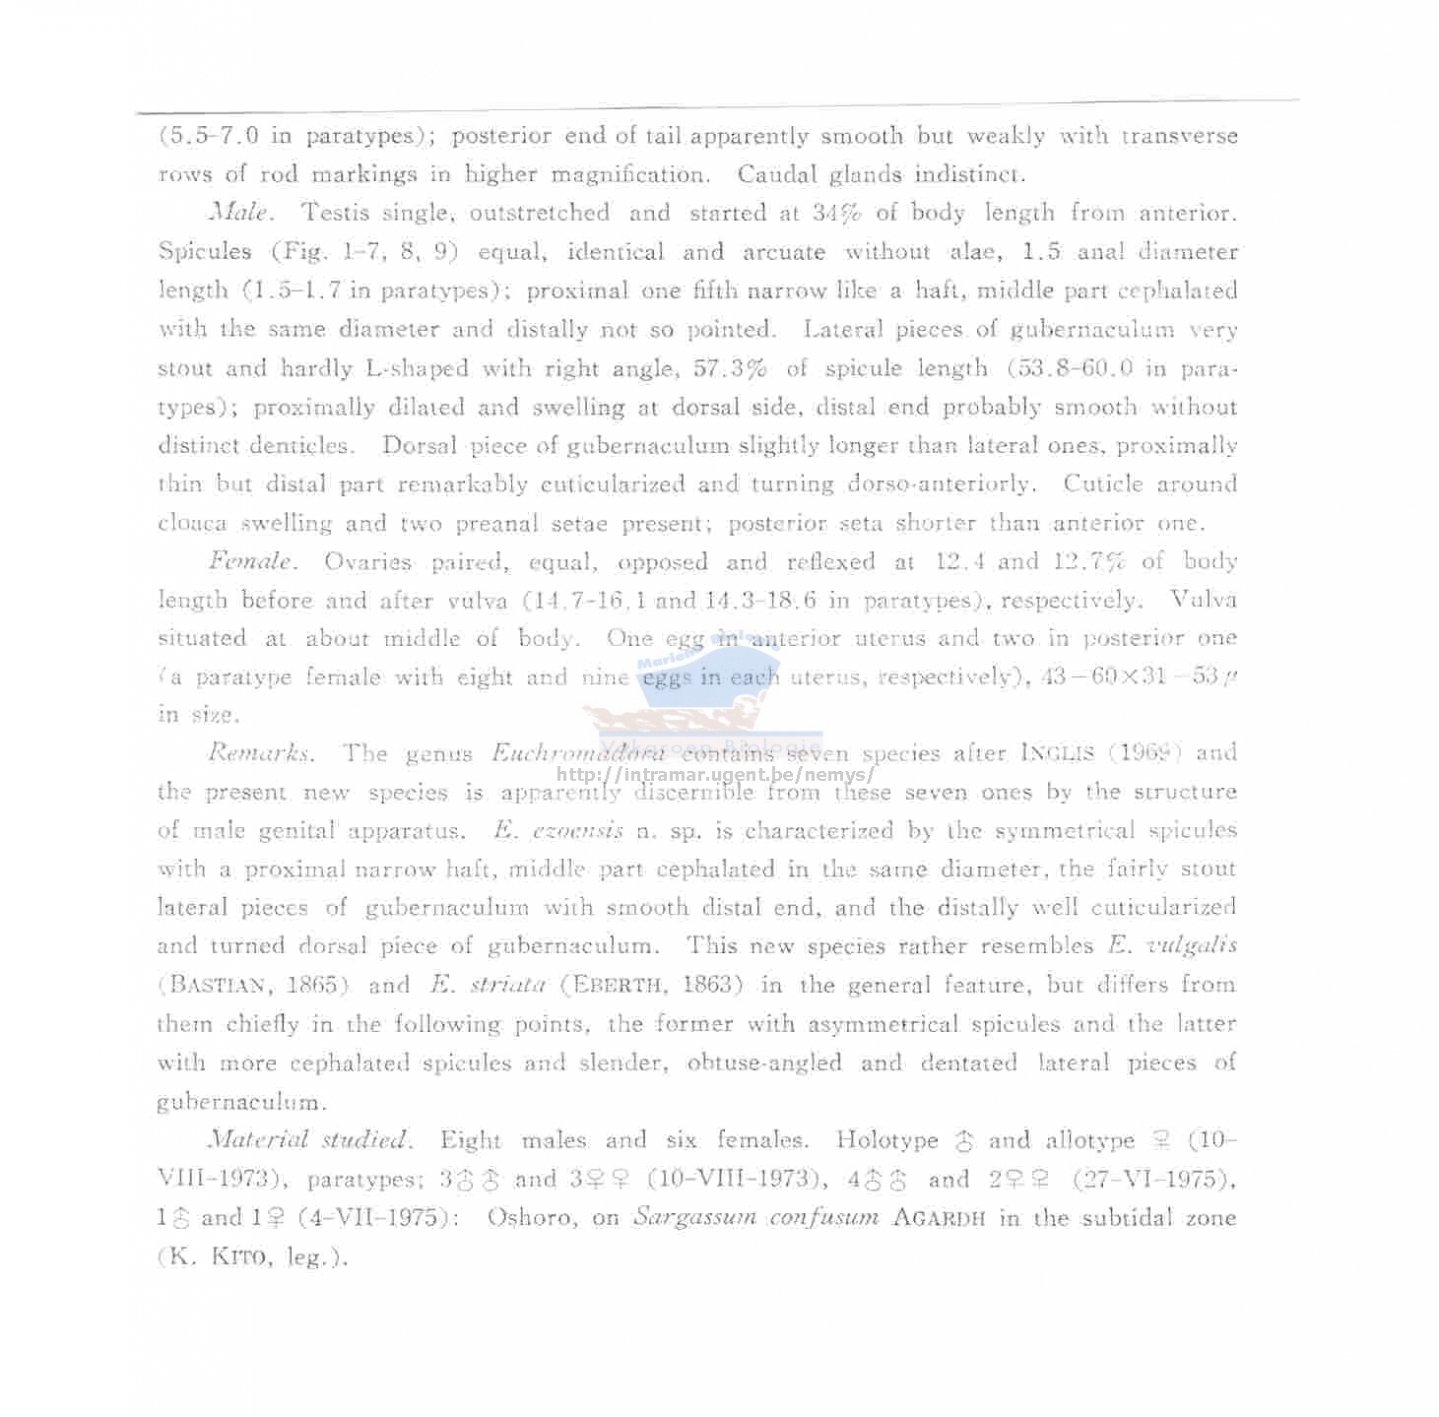 (5.5–7.0 in paratypes); posterior end of tail apparently smooth but weakly with transverse
rows of rod markings in higher magnification. Caudal glands indistinct.
Male. Testis single, outstretched and started at 34% of body length from anterior.
Spicules (Fig. 1–7, 8, 9) equal, identical and arcuate without alae, 1.5 anal diameter
length (1.5–1.7 in paratypes); proximal one fifth narrow like a haft, middle part cephalated
with the same diameter and distally not so pointed. Lateral pieces of gubernaculum very
stout and hardly L-shaped with right angle, 57.3% of spicule length (53.8–60.0 in para-
types); proximally dilated and swelling at dorsal side, distal end probably smooth without
distinct denticles. Dorsal piece of gubernaculum slightly longer than lateral ones, proximally
thin but distal part remarkably cuticularized and turning dorso-anteriorly. Cuticle around
cloaca swelling and two preanal setae present; posterior seta shorter than anterior one.
Female. Ovaries paired, equal, opposed and reflexed at 12.4 and 12.7% of body
length before and after vulva (14.7–16.1 and 14.3–18.6 in paratypes), respectively. Vulva
situated at about middle of body. One egg in anterior uterus and two in posterior one
(a paratype female with eight and nine eggs in each uterus, respectively), 43–60×31–53 μ
in size.
Remarks. The genus Euchromadora contains seven species after INGLIS (1969) and
http://intramar.ugent.be/nemys/
the present new species is apparently discernible from these seven ones by the structure
of male genital apparatus. E. ezoensis n. sp. is characterized by the symmetrical spicules
with a proximal narrow haft, middle part cephalated in the same diameter, the fairly stout
lateral pieces of gubernaculum with smooth distal end, and the distally well cuticularized
and turned dorsal piece of gubernaculum. This new species rather resembles E. vulgalis
(BASTIAN, 1865) and E. striata (EBERTH, 1863) in the general feature, but differs from
them chiefly in the following points, the former with asymmetrical spicules and the latter
with more cephalated spicules and slender, obtuse-angled and dentated lateral pieces of
gubernaculum.
Material studied. Eight males and six females. Holotype ♂ and allotype ♀ (10–
VIII–1973), paratypes; 3♂♂ and 3♀♀ (10–VIII–1973), 4♂♂ and 2♀♀ (27–VI–1975),
1♂ and 1♀ (4–VII–1975): Oshoro, on Sargassum confusum AGARDH in the subtidal zone
(K. KITO, leg.).